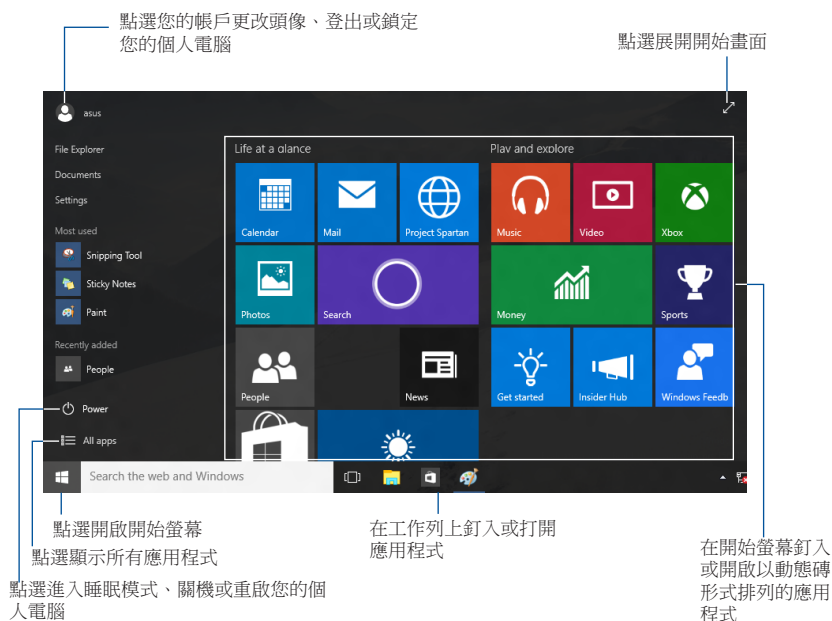 點選您的帳戶更改頭像、登出或鎖定
您的個人電腦
點選展開開始畫面
asus
File Explorer
Documents
Settings
Most used
Snipping Tool
Sticky Notes
Paint
Recently added
People
Power
All apps
Life at a glance
Calendar
Mail
Project Spartan
Photos
Search
People
News
Play and explore
Music
Video
Xbox
Money
Sports
Get started
Insider Hub
Windows Feedb
Search the web and Windows
點選開啟開始螢幕
點選顯示所有應用程式
點選進入睡眠模式、關機或重啟您的個
人電腦
在工作列上釘入或打開
應用程式
在開始螢幕釘入
或開啟以動態磚
形式排列的應用
程式